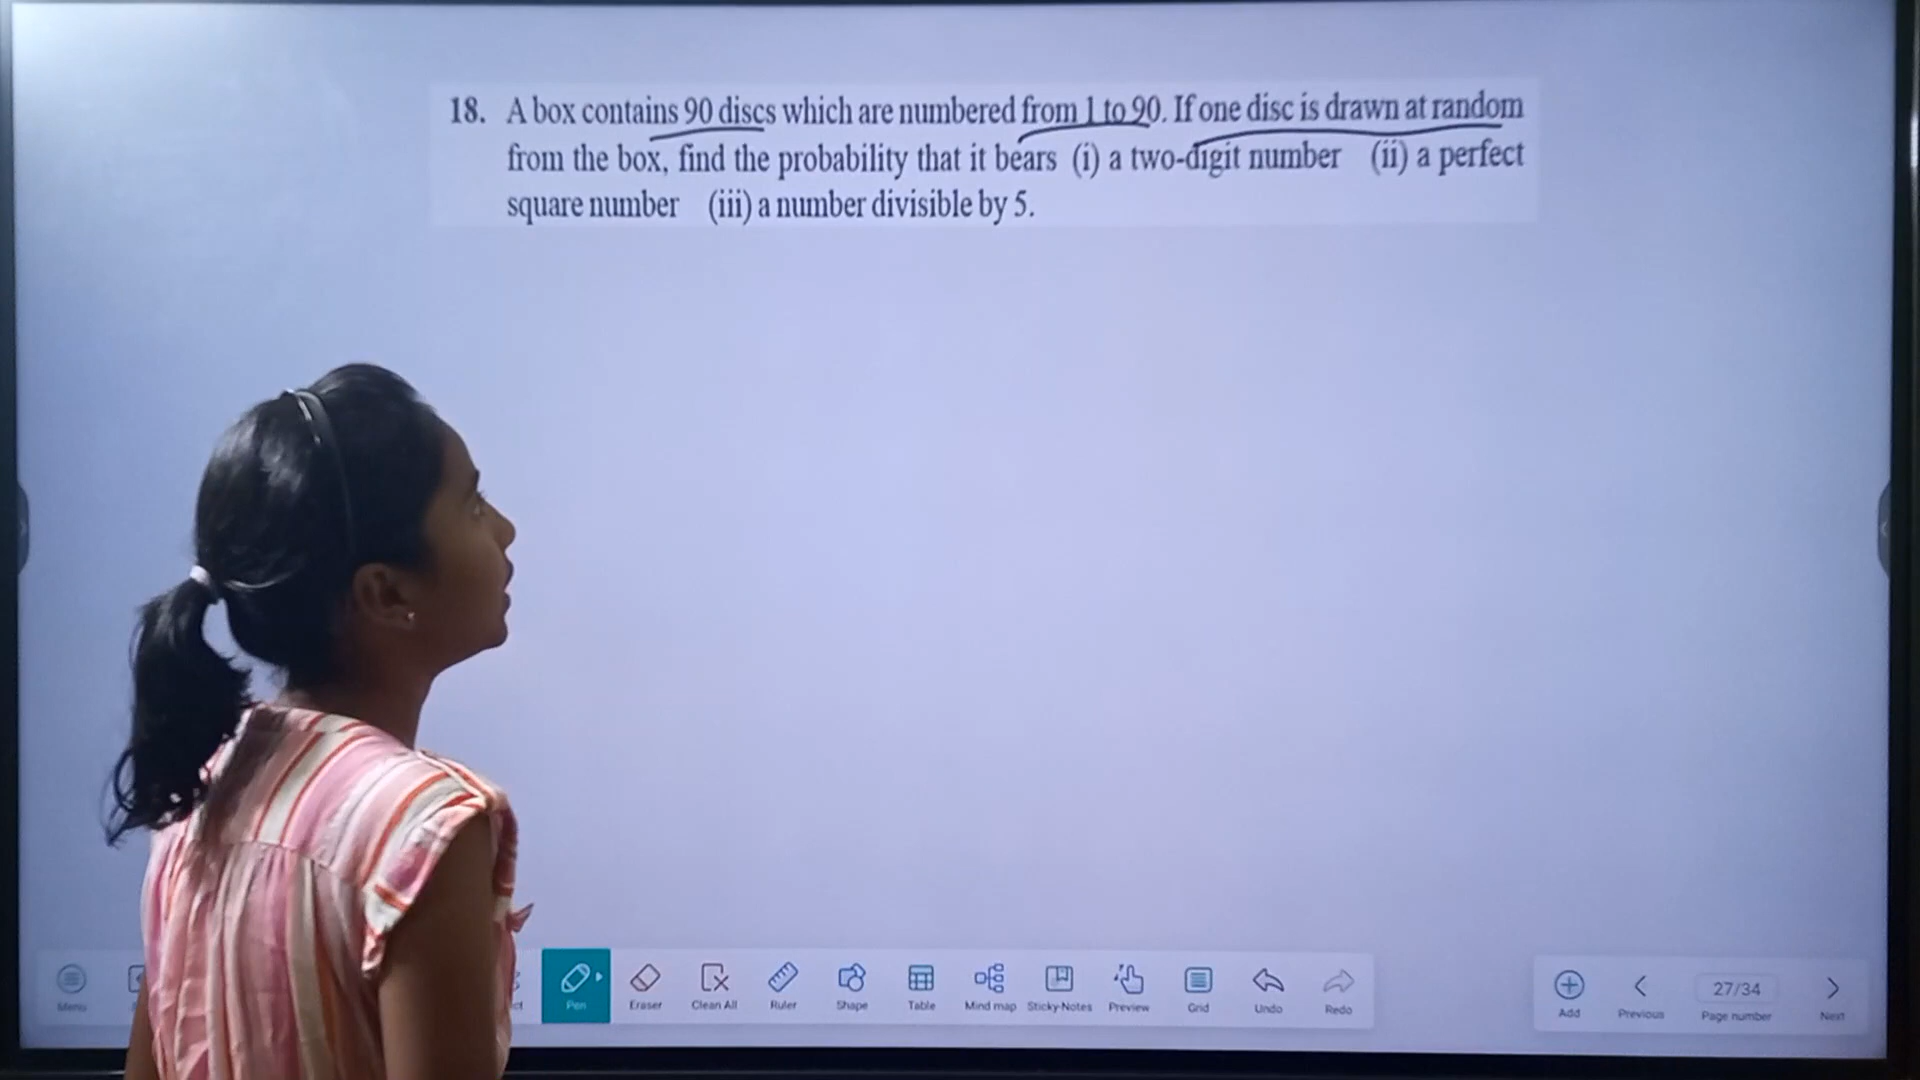 18. A box contains 90 discs which are numbered from 1 to 90. If one disc is drawn at random
from the box, find the probability that it bears (i) a two-digit number (ii) a perfect
square number (iii) a number divisible by 5.
Menu
Pen
Eraser
Clean All
Ruler
Shape
Table
Mind map
Sticky-Notes
Preview
Grid
Undo
Redo
Add
Previous
27/34
Page number
Next